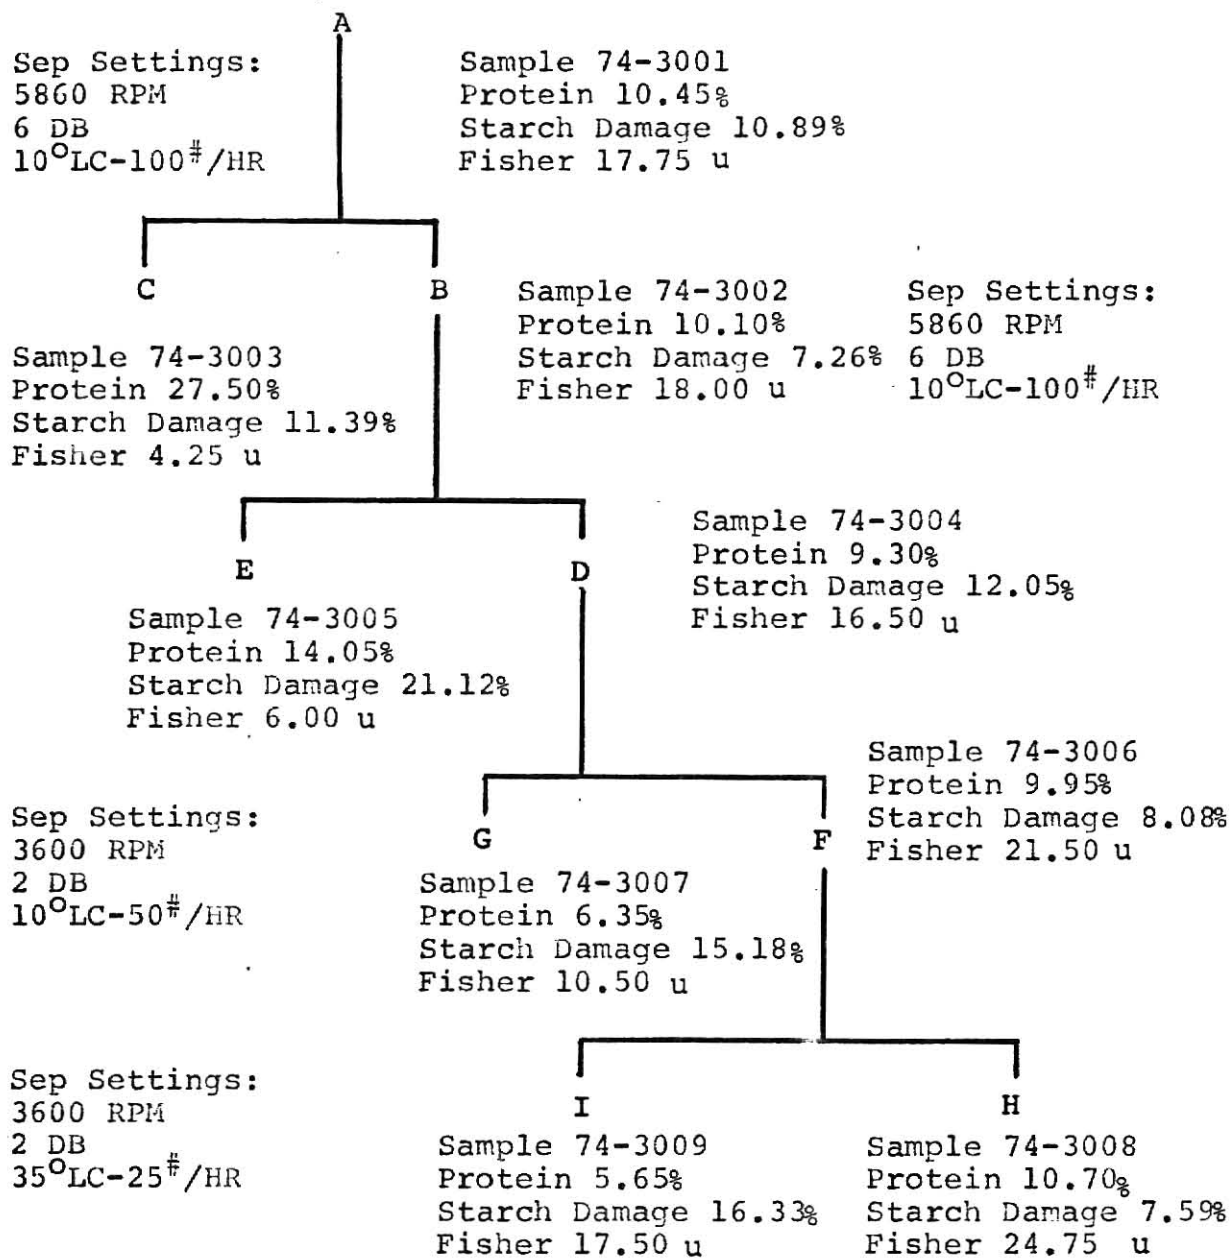 A
Sep Settings:
5860 RPM
6 DB
10°LC-100#/HR
Sample 74-3001
Protein 10.45%
Starch Damage 10.89%
Fisher 17.75 u
C
B
Sample 74-3002
Protein 10.10%
Starch Damage 7.26%
Fisher 18.00 u
Sep Settings:
5860 RPM
6 DB
10°LC-100#/HR
Sample 74-3003
Protein 27.50%
Starch Damage 11.39%
Fisher 4.25 u
E
D
Sample 74-3004
Protein 9.30%
Starch Damage 12.05%
Fisher 16.50 u
Sample 74-3005
Protein 14.05%
Starch Damage 21.12%
Fisher 6.00 u
Sep Settings:
3600 RPM
2 DB
10°LC-50#/HR
G
F
Sample 74-3006
Protein 9.95%
Starch Damage 8.08%
Fisher 21.50 u
Sample 74-3007
Protein 6.35%
Starch Damage 15.18%
Fisher 10.50 u
Sep Settings:
3600 RPM
2 DB
35°LC-25#/HR
I
H
Sample 74-3009
Protein 5.65%
Starch Damage 16.33%
Fisher 17.50 u
Sample 74-3008
Protein 10.70%
Starch Damage 7.59%
Fisher 24.75 u